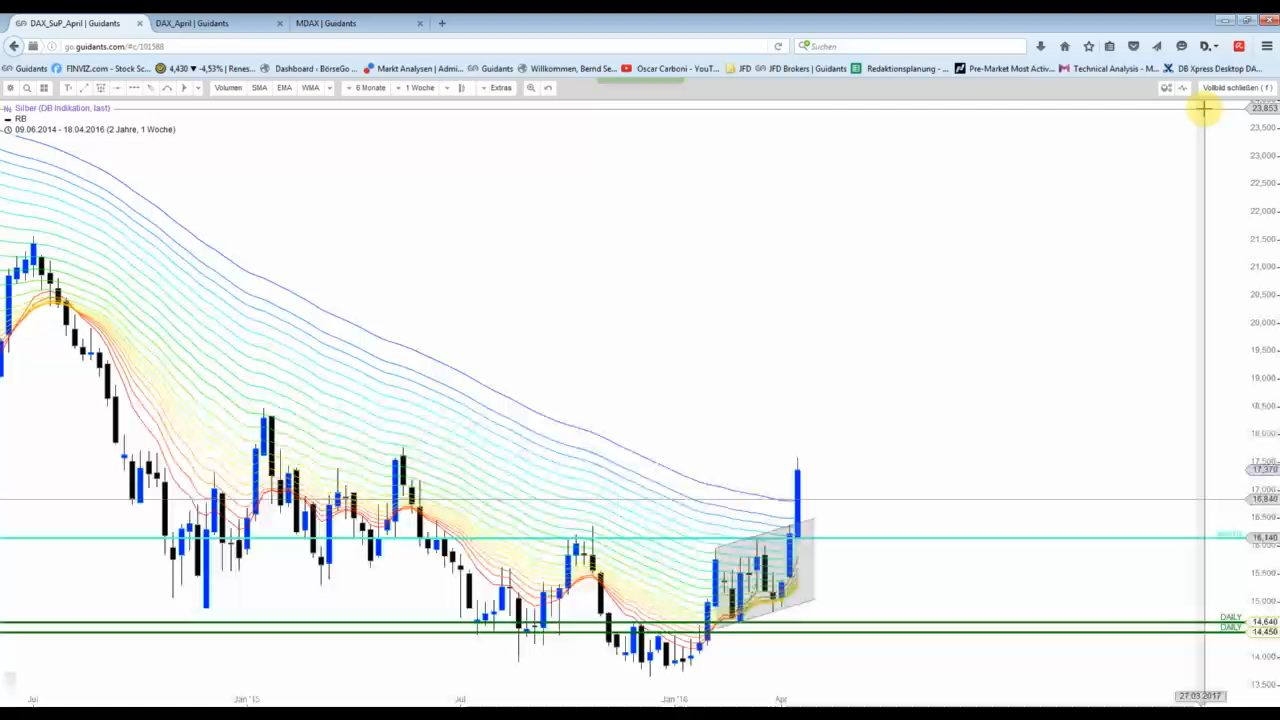 DAX_SuP_April | Guidants
DAX_April | Guidants
MDAX | Guidants
go.guidants.com/#c/101588
Suchen
Guidants
FINVIZ.com - Stock Sc...
4,430 ▼ -4,53% | Renes...
Dashboard - BörseGo ...
Markt Analysen | Admi...
Guidants
Willkommen, Bernd Se...
Oscar Carboni - YouT...
JFD
JFD Brokers | Guidants
Redaktionsplanung - ...
Pre-Market Most Activ...
Technical Analysis - M...
DB Xpress Desktop DA...
Volumen
SMA
EMA
WMA
6 Monate
1 Woche
Extras
Vollbild schließen ( f )
Silber (DB Indikation, last)
RB
09.06.2014 - 18.04.2016 (2 Jahre, 1 Woche)
23,853
23,500
23,000
22,500
22,000
21,500
21,000
20,500
20,000
19,500
19,000
18,500
18,000
17,500
17,370
17,000
16,840
16,500
16,140
16,000
15,500
15,000
DAILY
14,640
DAILY
14,450
14,000
13,500
Jul
Jan '15
Jul
Jan '16
Apr
27.03.2017